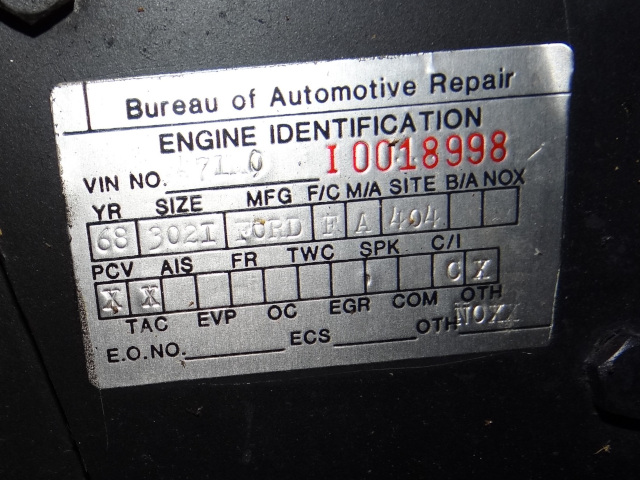 Bureau of Automotive Repair
ENGINE IDENTIFICATION
VIN NO. I0018998
YR SIZE MFG F/C M/A SITE B/A NOX
68 302I FORD F A 404
PCV AIS FR TWC SPK C/I
X X C X
TAC EVP OC EGR COM OTH
E.O.NO. ECS OTH NOXX